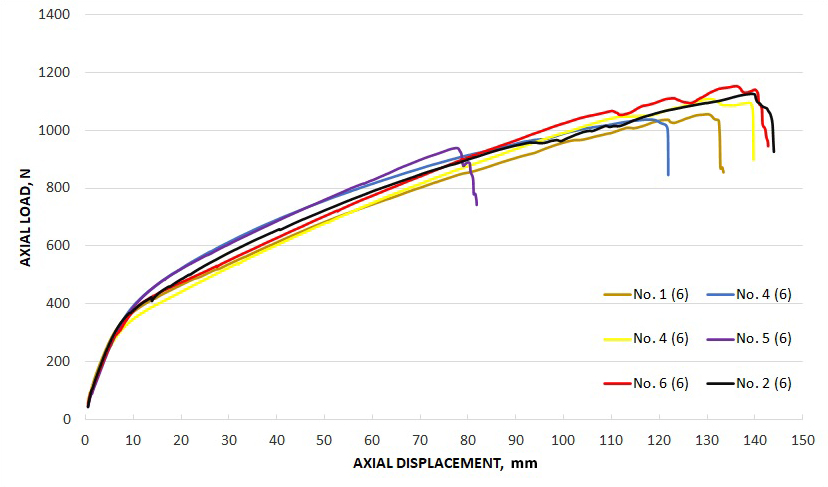 1400
1200
1000
800
600
400
200
0
AXIAL LOAD, N
No. 1 (6) No. 4 (6)
No. 4 (6) No. 5 (6)
No. 6 (6) No. 2 (6)
0 10 20 30 40 50 60 70 80 90 100 110 120 130 140 150
AXIAL DISPLACEMENT, mm